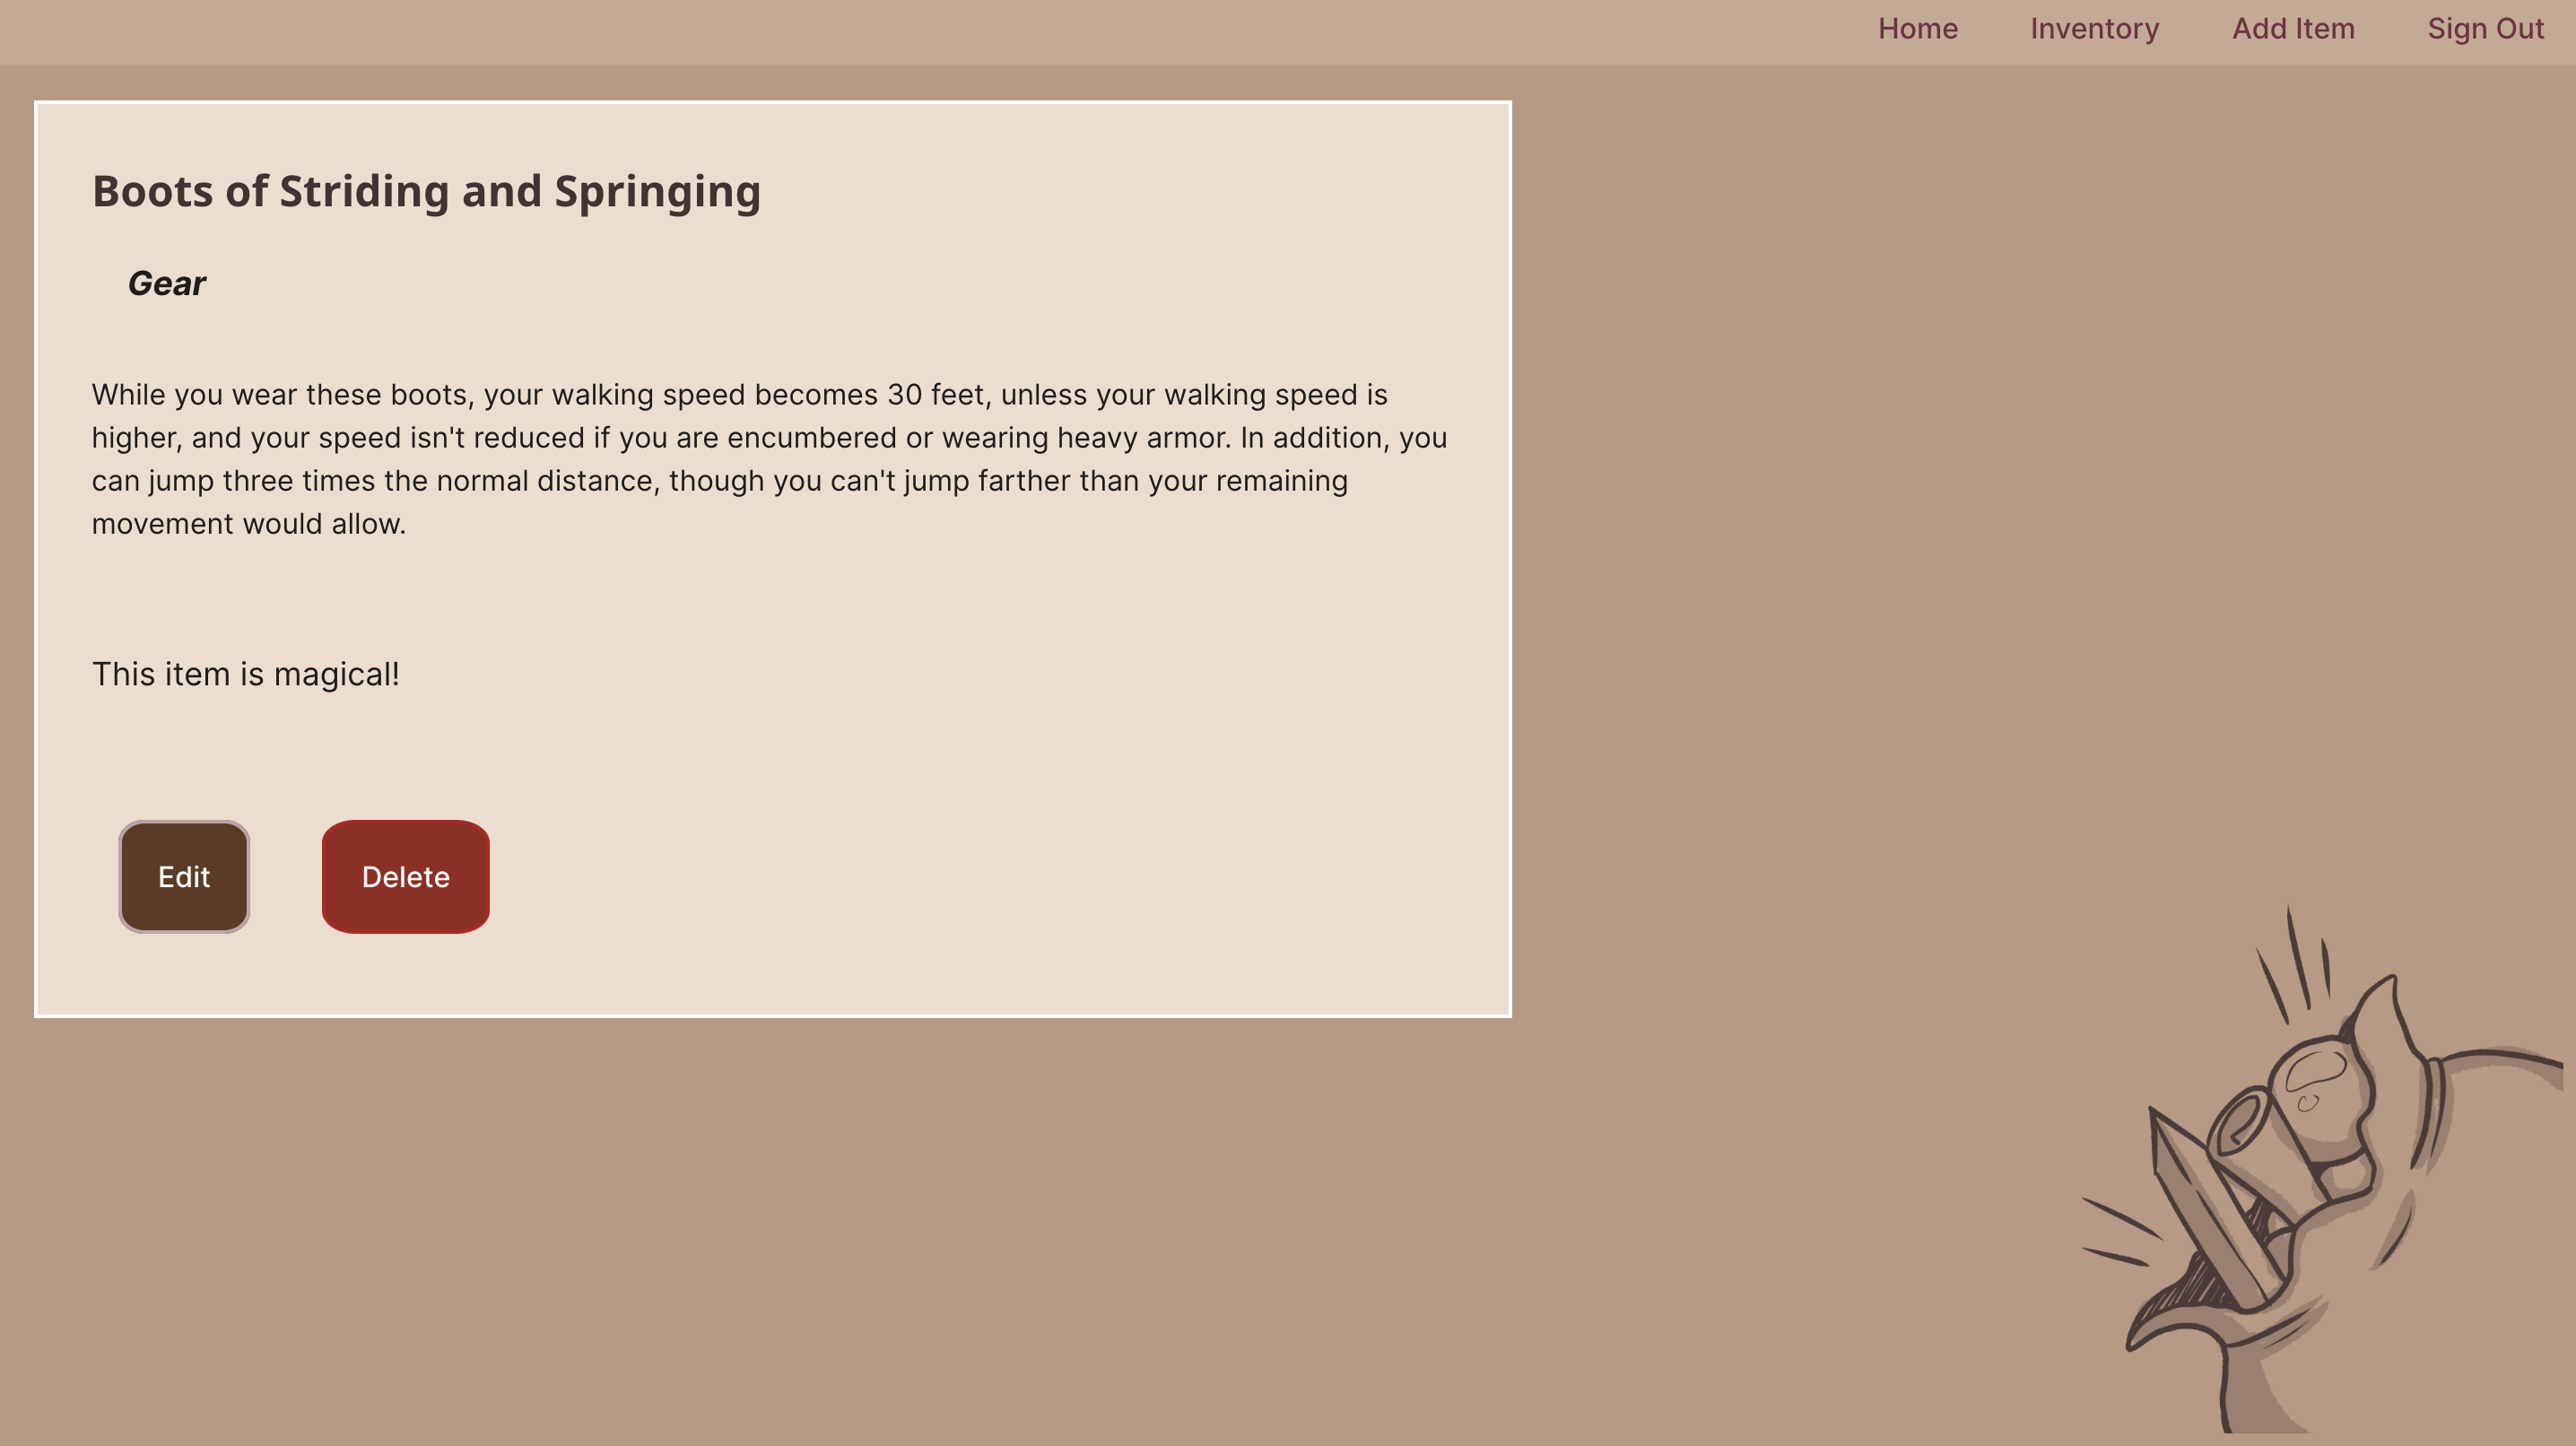 Home Inventory Add Item Sign Out
Boots of Striding and Springing
Gear
While you wear these boots, your walking speed becomes 30 feet, unless your walking speed is
higher, and your speed isn't reduced if you are encumbered or wearing heavy armor. In addition, you
can jump three times the normal distance, though you can't jump farther than your remaining
movement would allow.
This item is magical!
Edit Delete